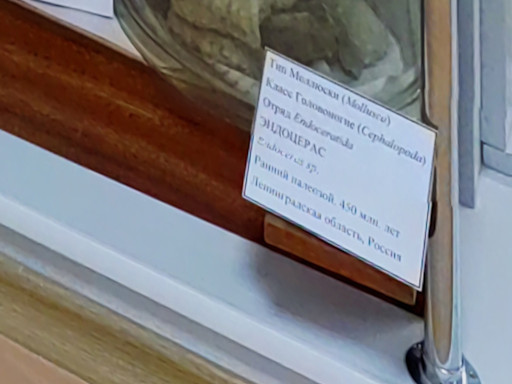 Тип Моллюски (Mollusca)
Класс Головоногие (Cephalopoda)
Отряд Endoceratida
ЭНДОЦЕРАС
Endoceras sp.
Ранний палеозой, 450 млн. лет
Ленинградская область, Россия